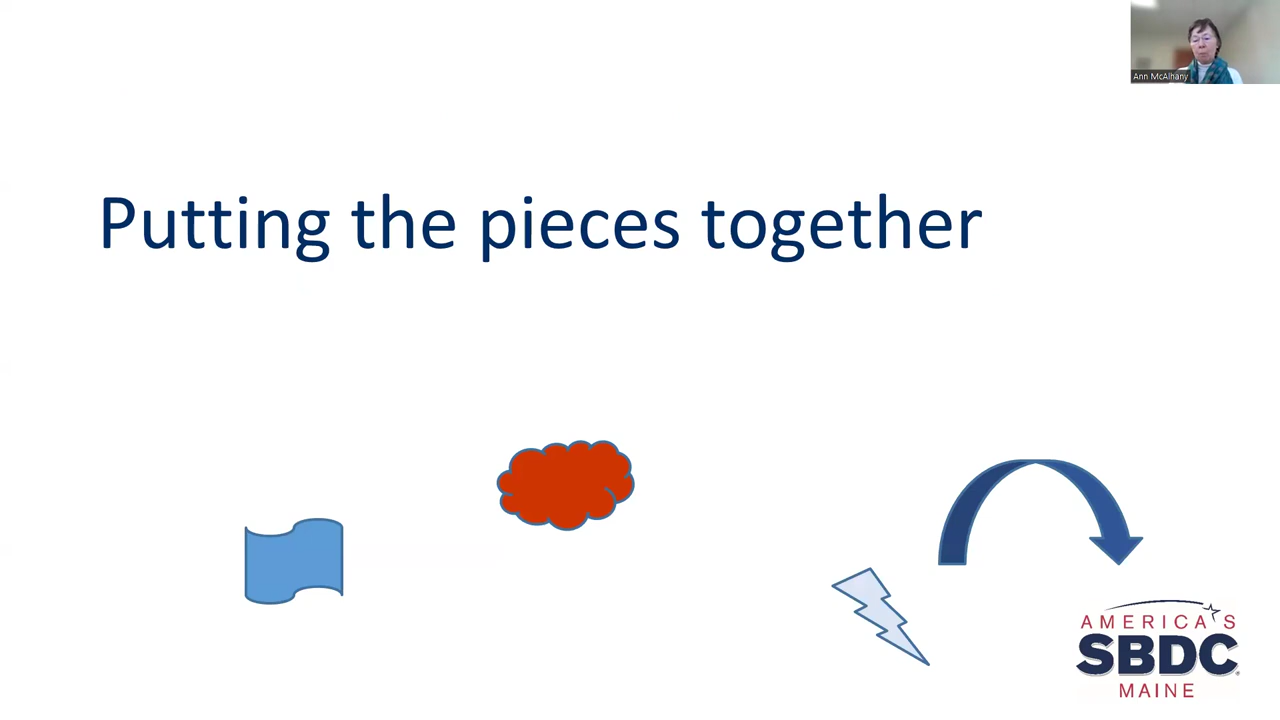 Ann McAlhany
Putting the pieces together
AMERICA'S
SBDC
MAINE